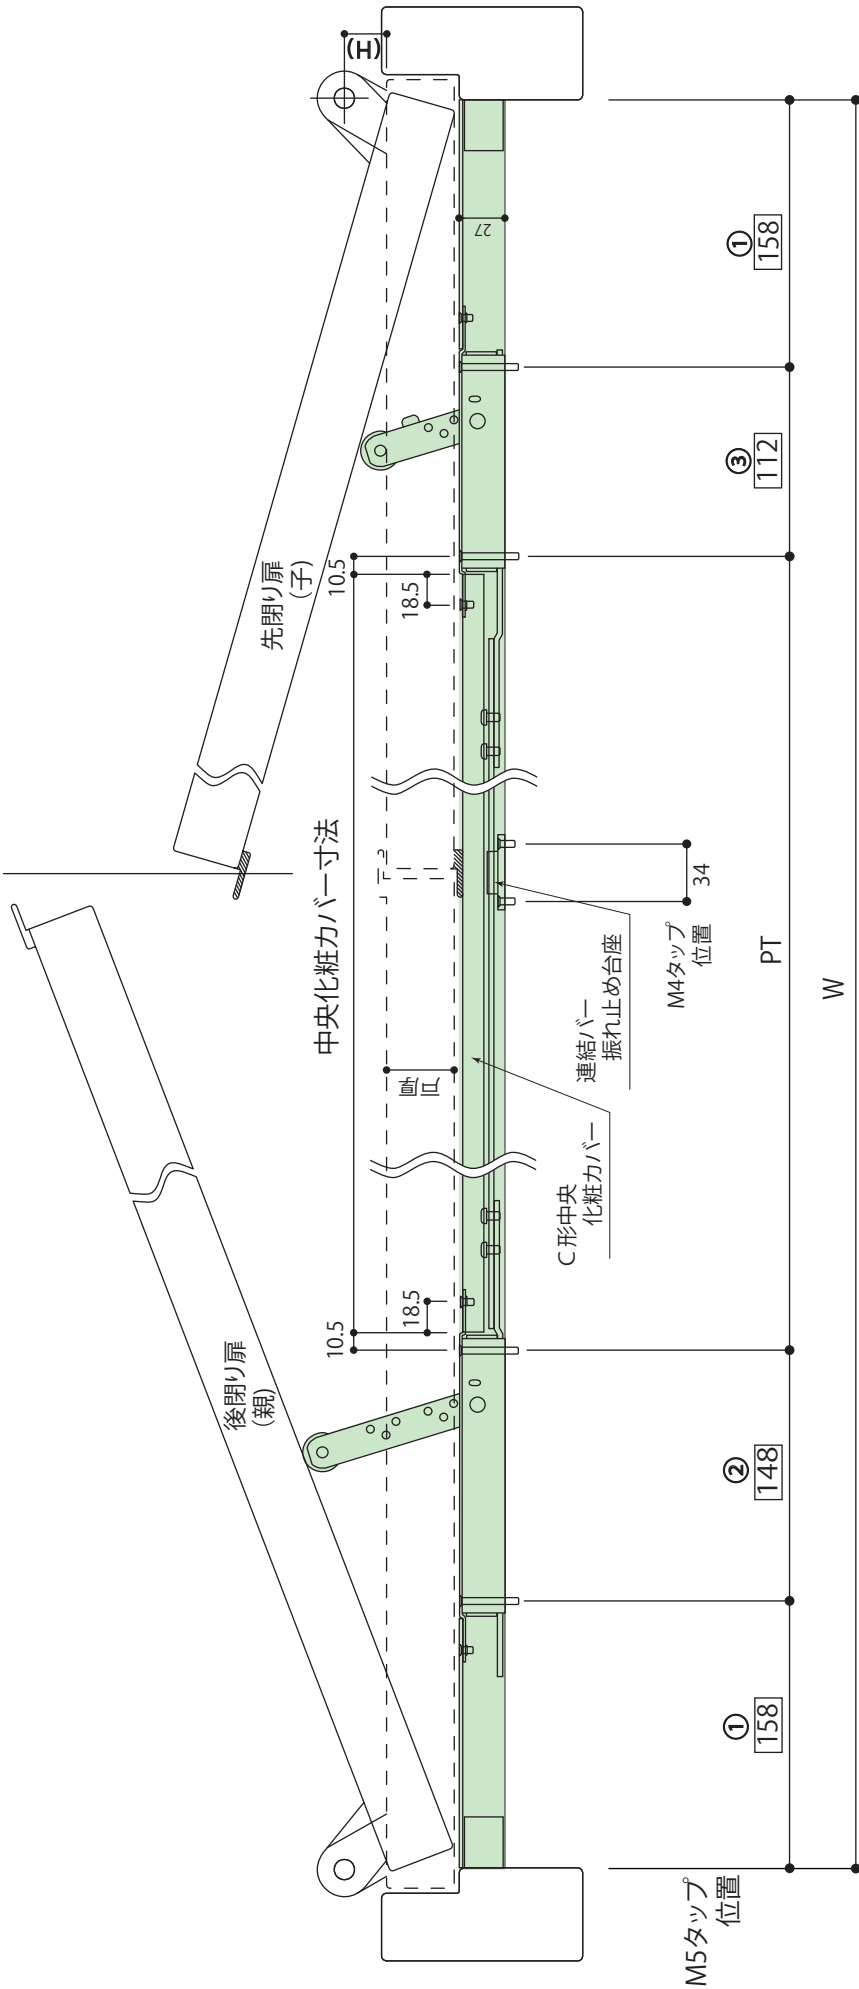 (H)
先閉り扉
(子)
後閉り扉
(親)
中央化粧カバー寸法
10.5
18.5
10.5
18.5
27
戸厚
C形中央
化粧カバー
連結バー
振れ止め台座
M4タップ
位置
34
M5タップ
位置
①
158
②
148
PT
③
112
①
158
W